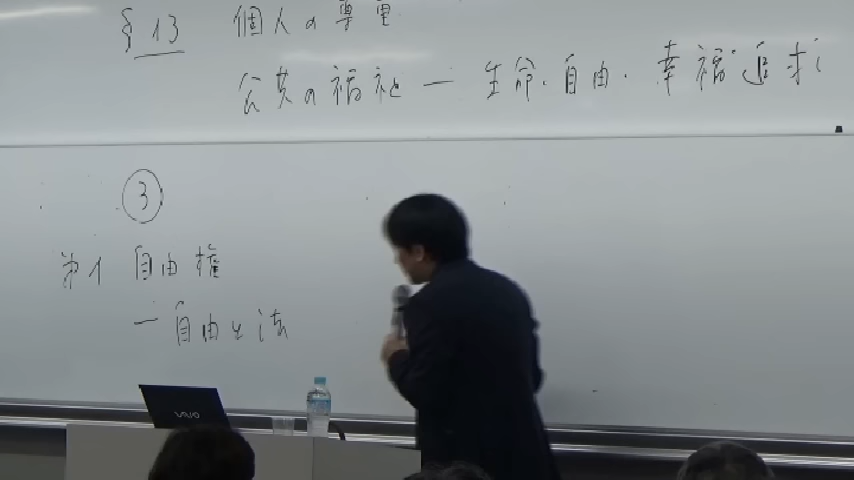 §13 個人の尊重
公共の福祉 ― 生命、自由、幸福追求
③
第1 自由権
― 自由と法
VAIO